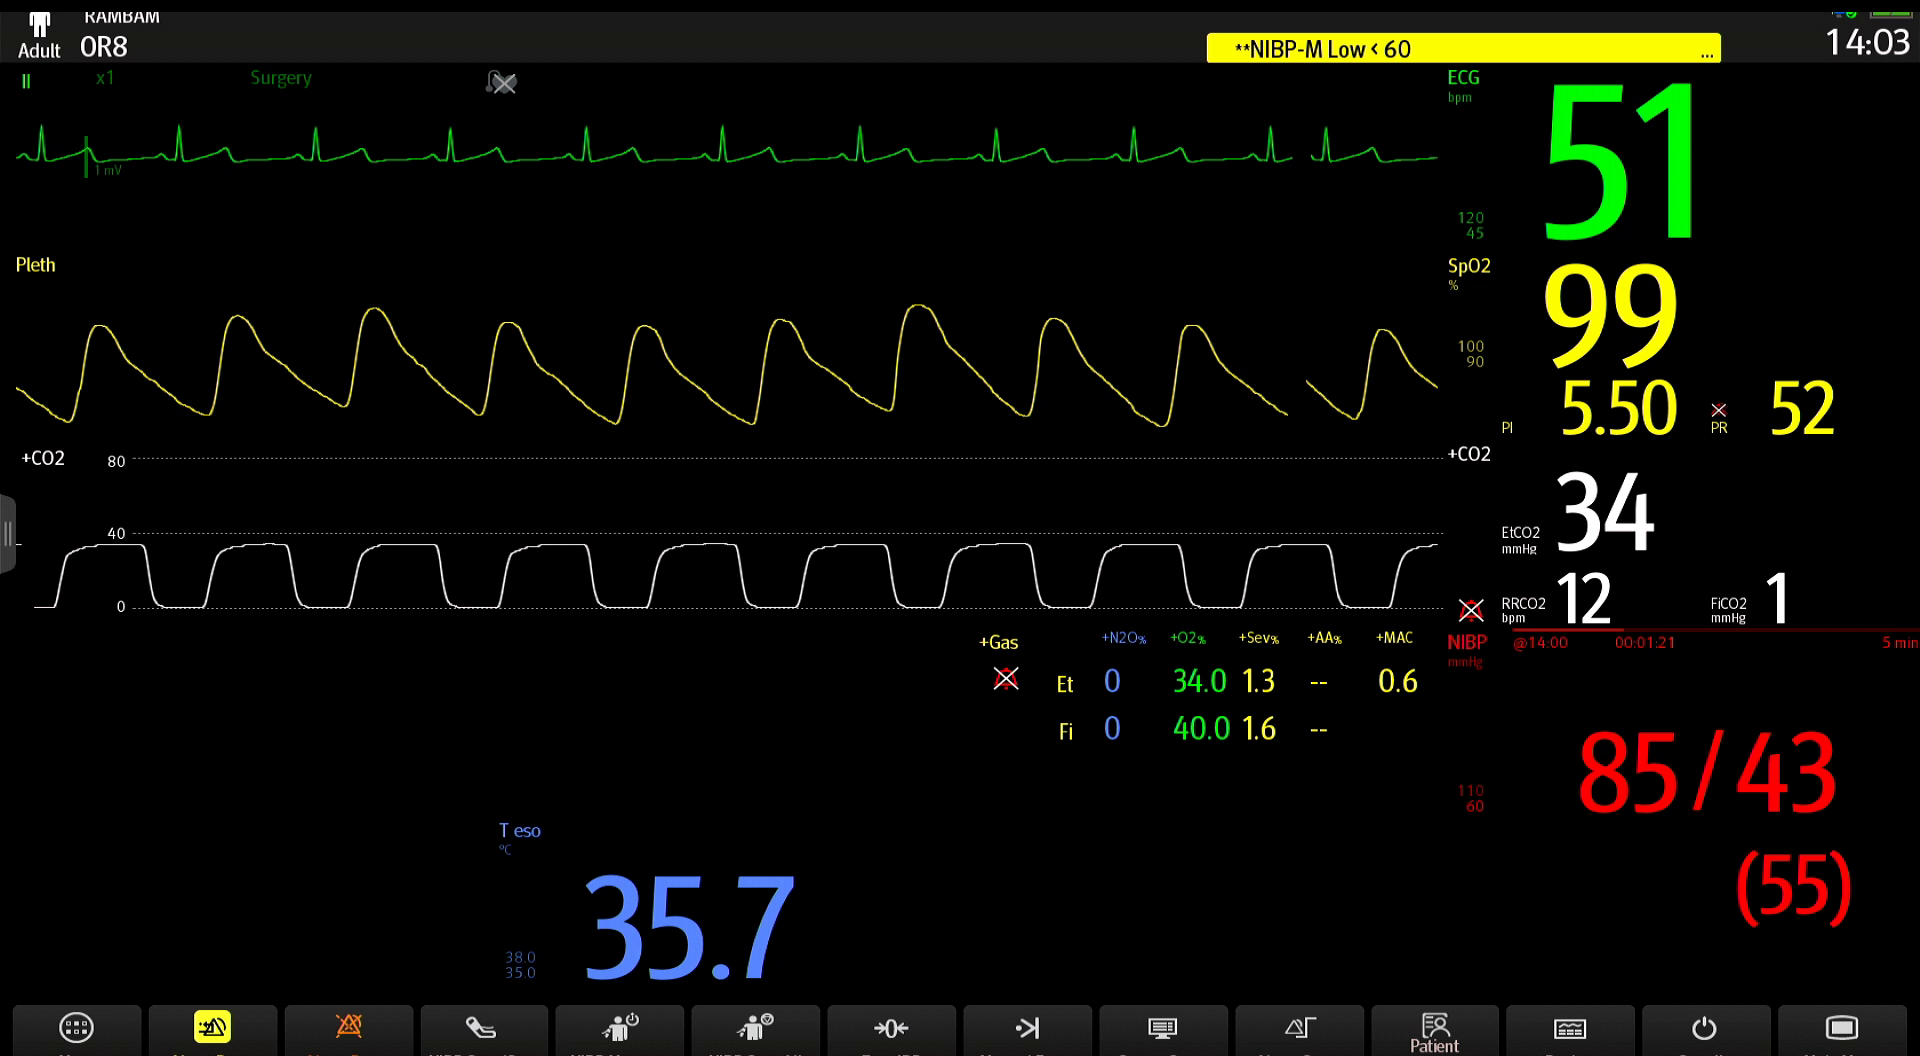 RAMBAM
Adult OR8
**NIBP-M Low < 60 ...
14:03
II x1 Surgery
1 mV
ECG
bpm
51
120
45
Pleth
SpO2
%
99
100
90
PI 5.50 PR 52
+CO2 80
40
0
+CO2
EtCO2
mmHg
34
RRCO2
bpm
12
FiCO2
mmHg
1
+Gas +N2O% +O2% +Sev% +AA% +MAC
Et 0 34.0 1.3 -- 0.6
Fi 0 40.0 1.6 --
NIBP @14:00 00:01:21 5 min
mmHg
85/43
110
60
(55)
T eso
°C
35.7
38.0
35.0
Patient